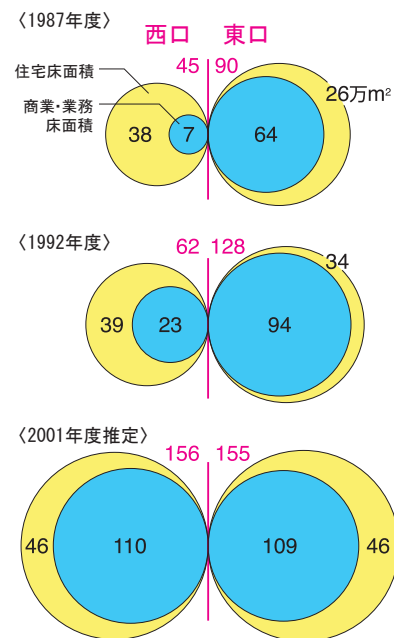 〈1987年度〉
西口 東口
45 90
住宅床面積
商業・業務
床面積
38 7 64 26万m²
〈1992年度〉
62 128
39 23 94 34
〈2001年度推定〉
156 155
46 110 109 46